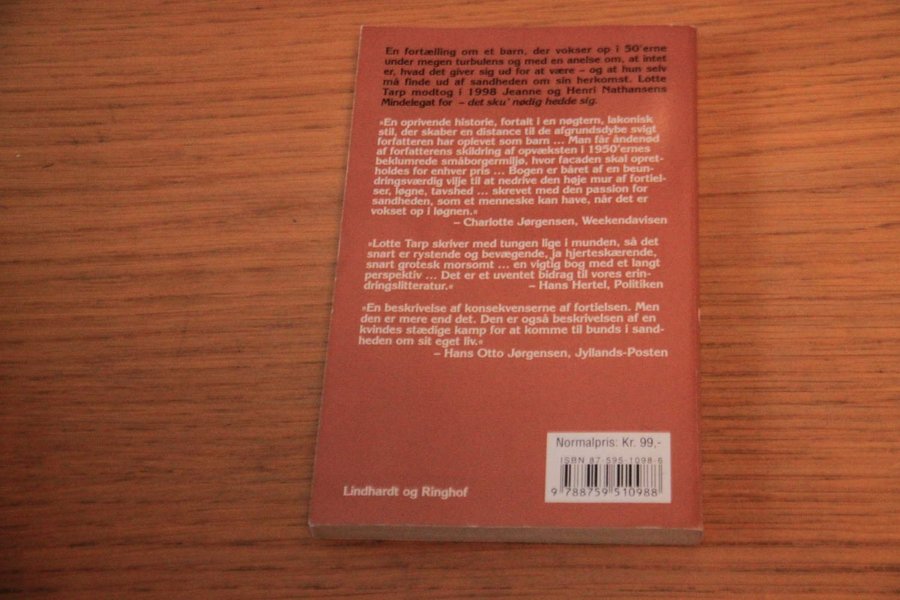 En fortælling om et barn, der vokser op i 50'erne
under megen turbulens og med en anelse om, at intet
er, hvad det giver sig ud for at være – og at hun selv
må finde ud af sandheden om sin herkomst. Lotte
Tarp modtog i 1998 Jeanne og Henri Nathansens
Mindelegat for – det sku' nødig hedde sig.
»En oprivende historie, fortalt i en nøgtern, lakonisk
stil, der skaber en distance til de afgrundsdybe svigt
forfatteren har oplevet som barn ... Man får åndenød
af forfatterens skildring af opvæksten i 1950'ernes
beklumrede småborgermiljø, hvor facaden skal opret-
holdes for enhver pris ... Bogen er båret af en beun-
dringsværdig vilje til at nedrive den høje mur af fortiel-
ser, løgne, tavshed ... skrevet med den passion for
sandheden, som et menneske kan have, når det er
vokset op i løgnen.«
– Charlotte Jørgensen, Weekendavisen
»Lotte Tarp skriver med tungen lige i munden, så det
snart er rystende og bevægende, ja hjerteskærende,
snart grotesk morsomt ... en vigtig bog med et langt
perspektiv ... Det er et uventet bidrag til vores erin-
dringslitteratur.« – Hans Hertel, Politiken
»En beskrivelse af konsekvenserne af fortielsen. Men
den er mere end det. Den er også beskrivelsen af en
kvindes stædige kamp for at komme til bunds i sand-
heden om sit eget liv.«
– Hans Otto Jørgensen, Jyllands-Posten
Normalpris: Kr. 99,-
ISBN 87-595-1098-6
9 788759 510988
Lindhardt og Ringhof